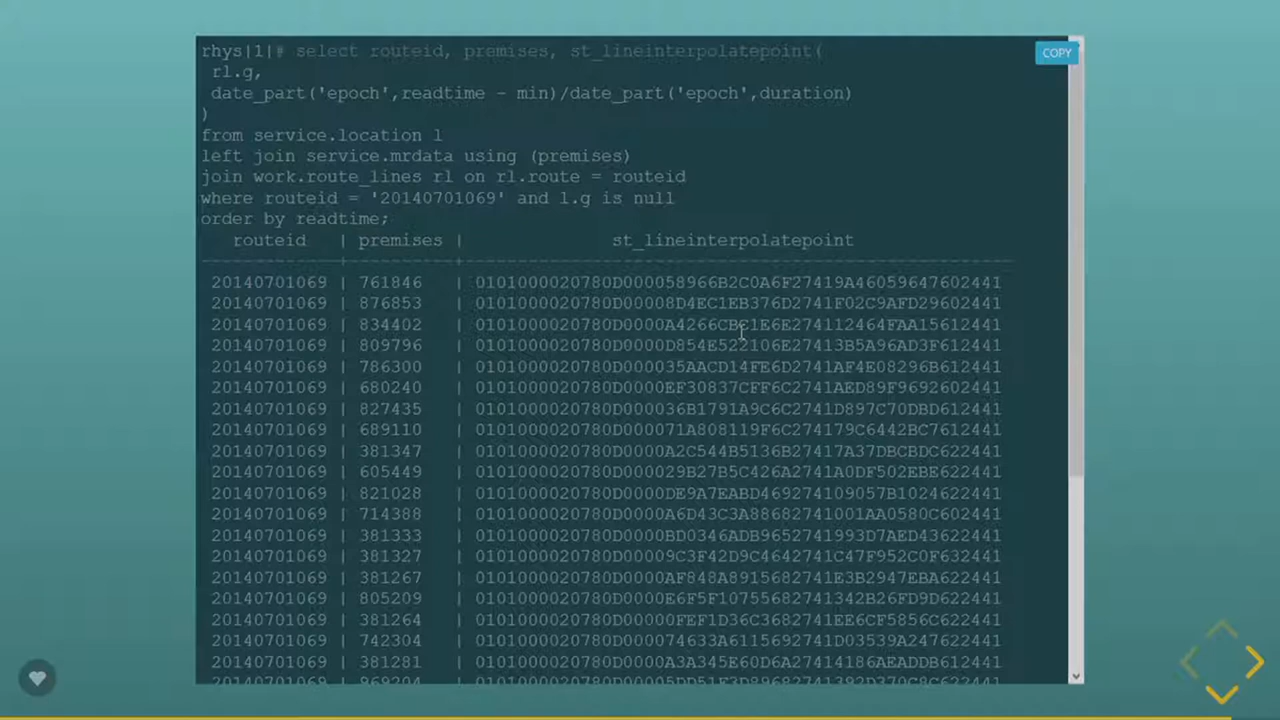 rhys|1|# select routeid, premises, st_lineinterpolatepoint(
rl.g,
date_part('epoch',readtime - min)/date_part('epoch',duration)
)
from service.location l
left join service.mrdata using (premises)
join work.route_lines rl on rl.route = routeid
where routeid = '20140701069' and l.g is null
order by readtime;
routeid | premises | st_lineinterpolatepoint
20140701069 | 761846 | 0101000020780D000058966B2C0A6F27419A46059647602441
20140701069 | 876853 | 0101000020780D00008D4EC1EB376D2741F02C9AFD29602441
20140701069 | 834402 | 0101000020780D0000A4266CBC1E6E274112464FAA15612441
20140701069 | 809796 | 0101000020780D0000D854E522106E27413B5A96AD3F612441
20140701069 | 786300 | 0101000020780D000035AACD14FE6D2741AF4E08296B612441
20140701069 | 680240 | 0101000020780D0000EF30837CFF6C2741AED89F9692602441
20140701069 | 827435 | 0101000020780D000036B1791A9C6C2741D897C70DBD612441
20140701069 | 689110 | 0101000020780D000071A808119F6C274179C6442BC7612441
20140701069 | 381347 | 0101000020780D0000A2C544B5136B27417A37DBCBDC622441
20140701069 | 605449 | 0101000020780D000029B27B5C426A2741A0DF502EBE622441
20140701069 | 821028 | 0101000020780D0000DE9A7EABD469274109057B1024622441
20140701069 | 714388 | 0101000020780D0000A6D43C3A88682741001AA0580C602441
20140701069 | 381333 | 0101000020780D0000BD0346ADB9652741993D7AED43622441
20140701069 | 381327 | 0101000020780D00009C3F42D9C4642741C47F952C0F632441
20140701069 | 381267 | 0101000020780D0000AF848A8915682741E3B2947EBA622441
20140701069 | 805209 | 0101000020780D0000E6F5F10755682741342B26FD9D622441
20140701069 | 381264 | 0101000020780D0000FEF1D36C3682741EE6CF5856C622441
20140701069 | 742304 | 0101000020780D000074633A6115692741D03539A247622441
20140701069 | 381281 | 0101000020780D0000A3A345E60D6A27414186AEADDB612441
20140701069 | 969204
COPY